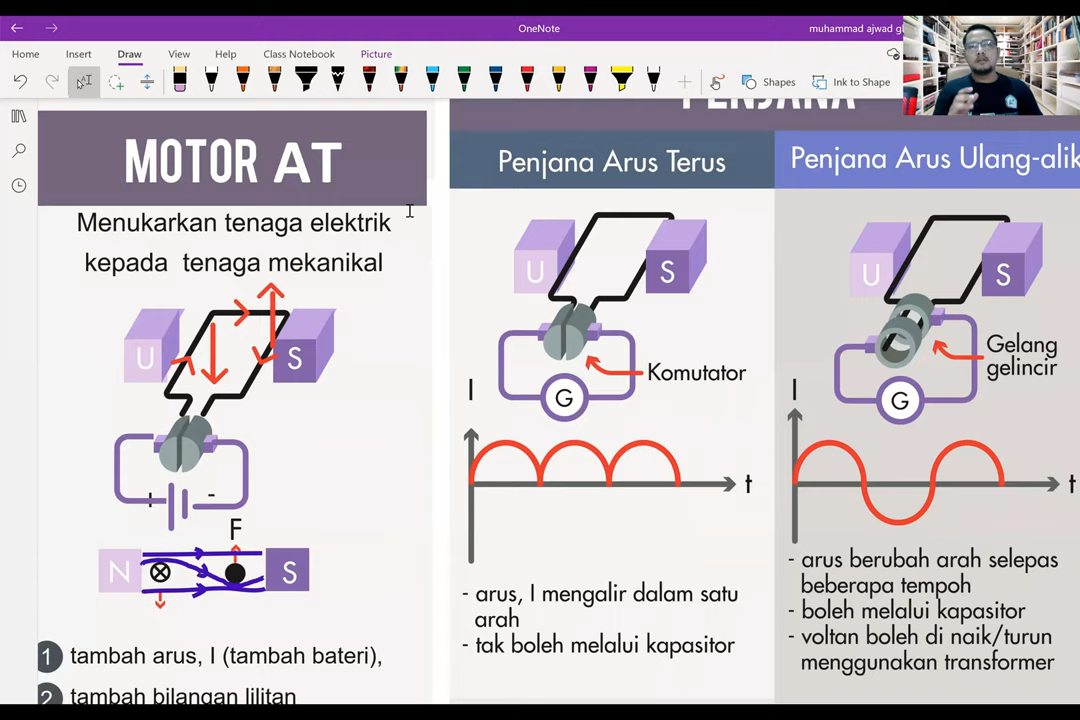 OneNote
muhammad ajwad
Home Insert Draw View Help Class Notebook Picture
Shapes Ink to Shape
MOTOR AT
Menukarkan tenaga elektrik
kepada tenaga mekanikal
U S
+ -
F
N S
1 tambah arus, I (tambah bateri),
2 tambah bilangan lilitan
PENJANA
Penjana Arus Terus
U S
Komutator
G
I
t
- arus, I mengalir dalam satu
arah
- tak boleh melalui kapasitor
Penjana Arus Ulang-alik
U S
Gelang
gelincir
G
I
t
- arus berubah arah selepas
beberapa tempoh
- boleh melalui kapasitor
- voltan boleh di naik/turun
menggunakan transformer